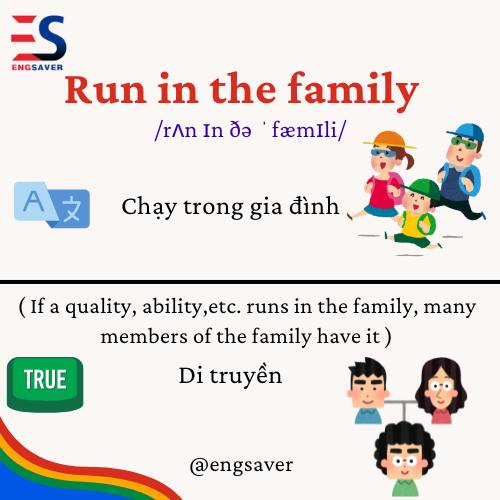 ES
ENGSAVER
Run in the family
/rʌn ɪn ðə ˈfæmɪli/
A 文
Chạy trong gia đình
( If a quality, ability,etc. runs in the family, many
members of the family have it )
TRUE
Di truyền
@engsaver